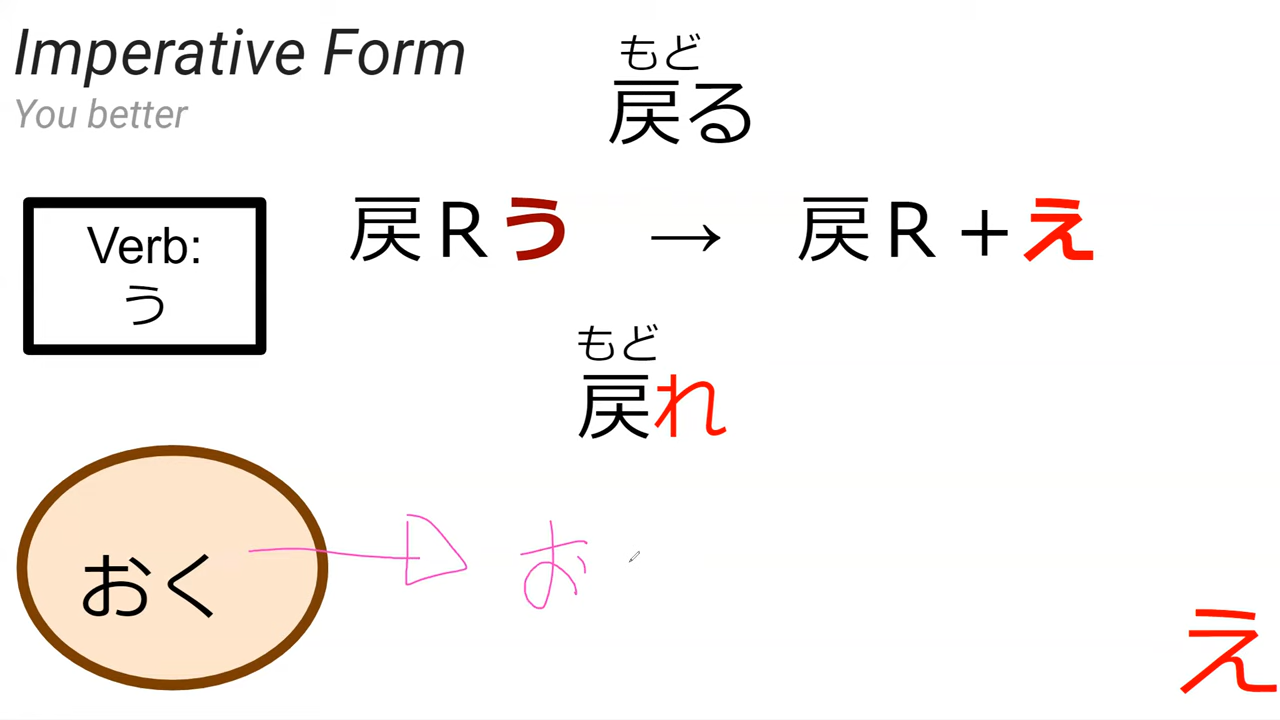 Imperative Form
You better
もど
戻る
Verb:
う
戻Rう → 戻R+え
もど
戻れ
おく
お
え